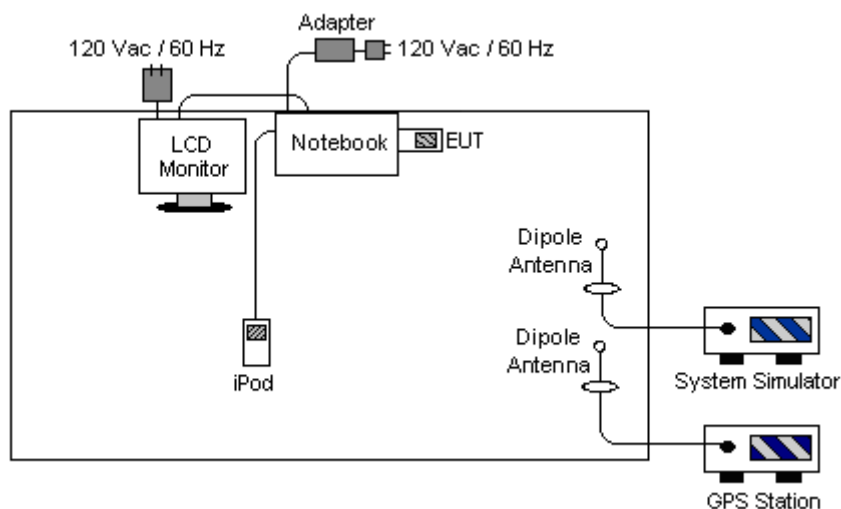 Adapter
120 Vac / 60 Hz
120 Vac / 60 Hz
LCD
Monitor
Notebook
EUT
Dipole
Antenna
Dipole
Antenna
iPod
System Simulator
GPS Station